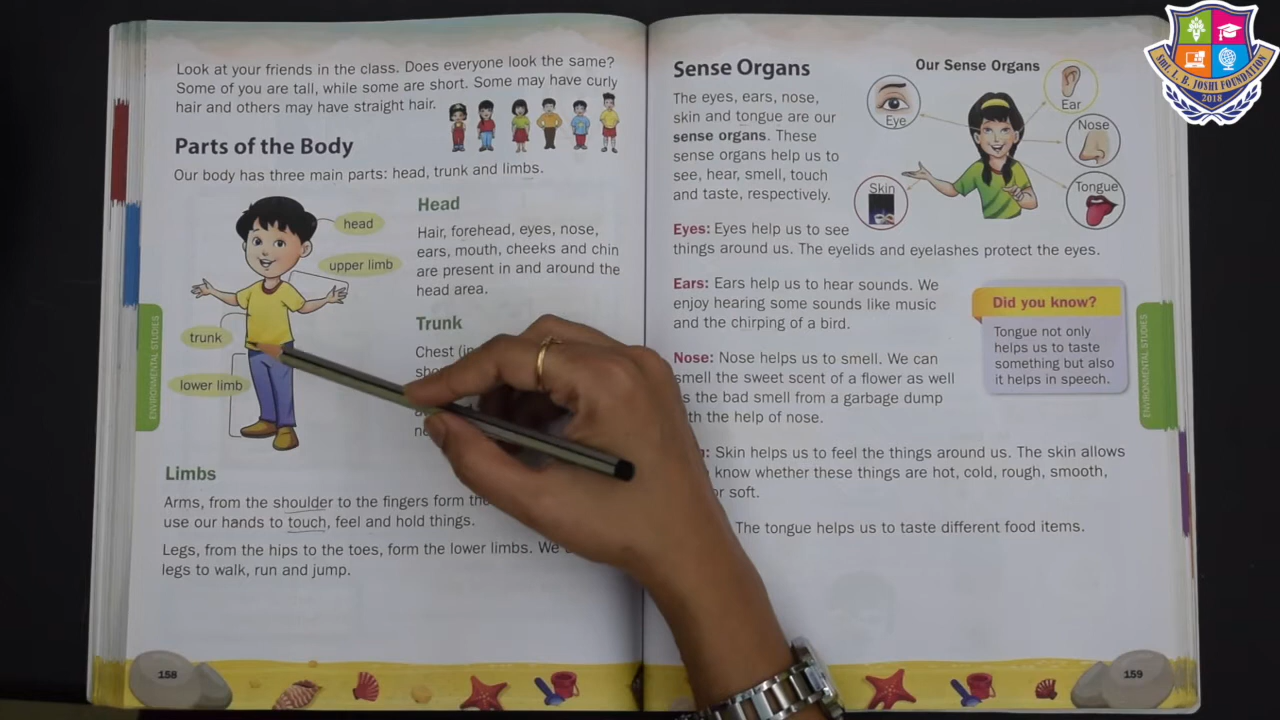 Look at your friends in the class. Does everyone look the same?
Some of you are tall, while some are short. Some may have curly
hair and others may have straight hair.
Parts of the Body
Our body has three main parts: head, trunk and limbs.
head
upper limb
trunk
lower limb
Head
Hair, forehead, eyes, nose,
ears, mouth, cheeks and chin
are present in and around the
head area.
Trunk
Chest
Limbs
Arms, from the shoulder to the fingers form
use our hands to touch, feel and hold things.
Legs, from the hips to the toes, form the lower limbs. We
legs to walk, run and jump.
ENVIRONMENTAL STUDIES
158
Sense Organs
The eyes, ears, nose,
skin and tongue are our
sense organs. These
sense organs help us to
see, hear, smell, touch
and taste, respectively.
Our Sense Organs
Eye
Ear
Nose
Skin
Tongue
Eyes: Eyes help us to see
things around us. The eyelids and eyelashes protect the eyes.
Ears: Ears help us to hear sounds. We
enjoy hearing some sounds like music
and the chirping of a bird.
Nose: Nose helps us to smell. We can
smell the sweet scent of a flower as well
the bad smell from a garbage dump
the help of nose.
Skin helps us to feel the things around us. The skin allows
know whether these things are hot, cold, rough, smooth,
or soft.
The tongue helps us to taste different food items.
Did you know?
Tongue not only
helps us to taste
something but also
it helps in speech.
ENVIRONMENTAL STUDIES
159
SMT. I. B. JOSHI FOUNDATION
2018